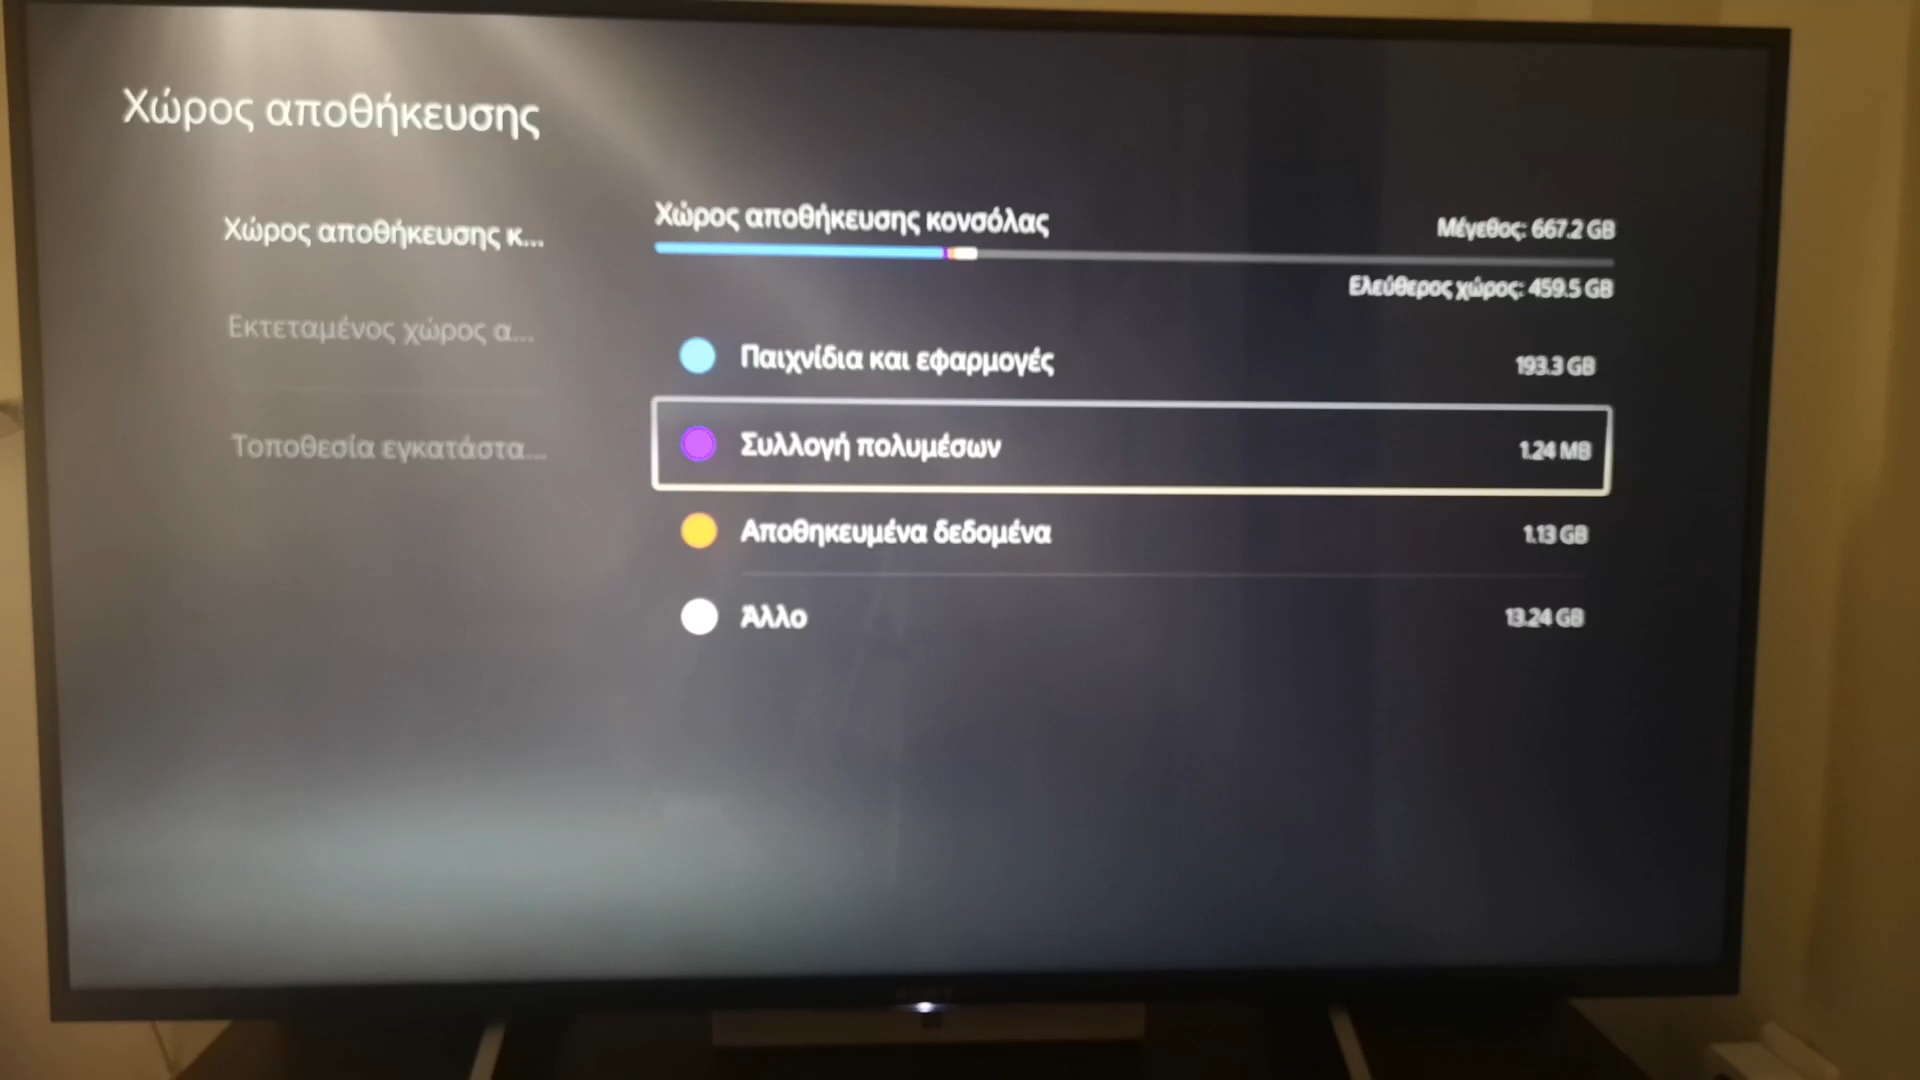 Χώρος αποθήκευσης
Χώρος αποθήκευσης κ...
Εκτεταμένος χώρος α...
Τοποθεσία εγκατάστα...
Χώρος αποθήκευσης κονσόλας
Μέγεθος: 667.2 GB
Ελεύθερος χώρος: 459.5 GB
Παιχνίδια και εφαρμογές 193.3 GB
Συλλογή πολυμέσων 1.24 MB
Αποθηκευμένα δεδομένα 1.13 GB
Άλλο 13.24 GB